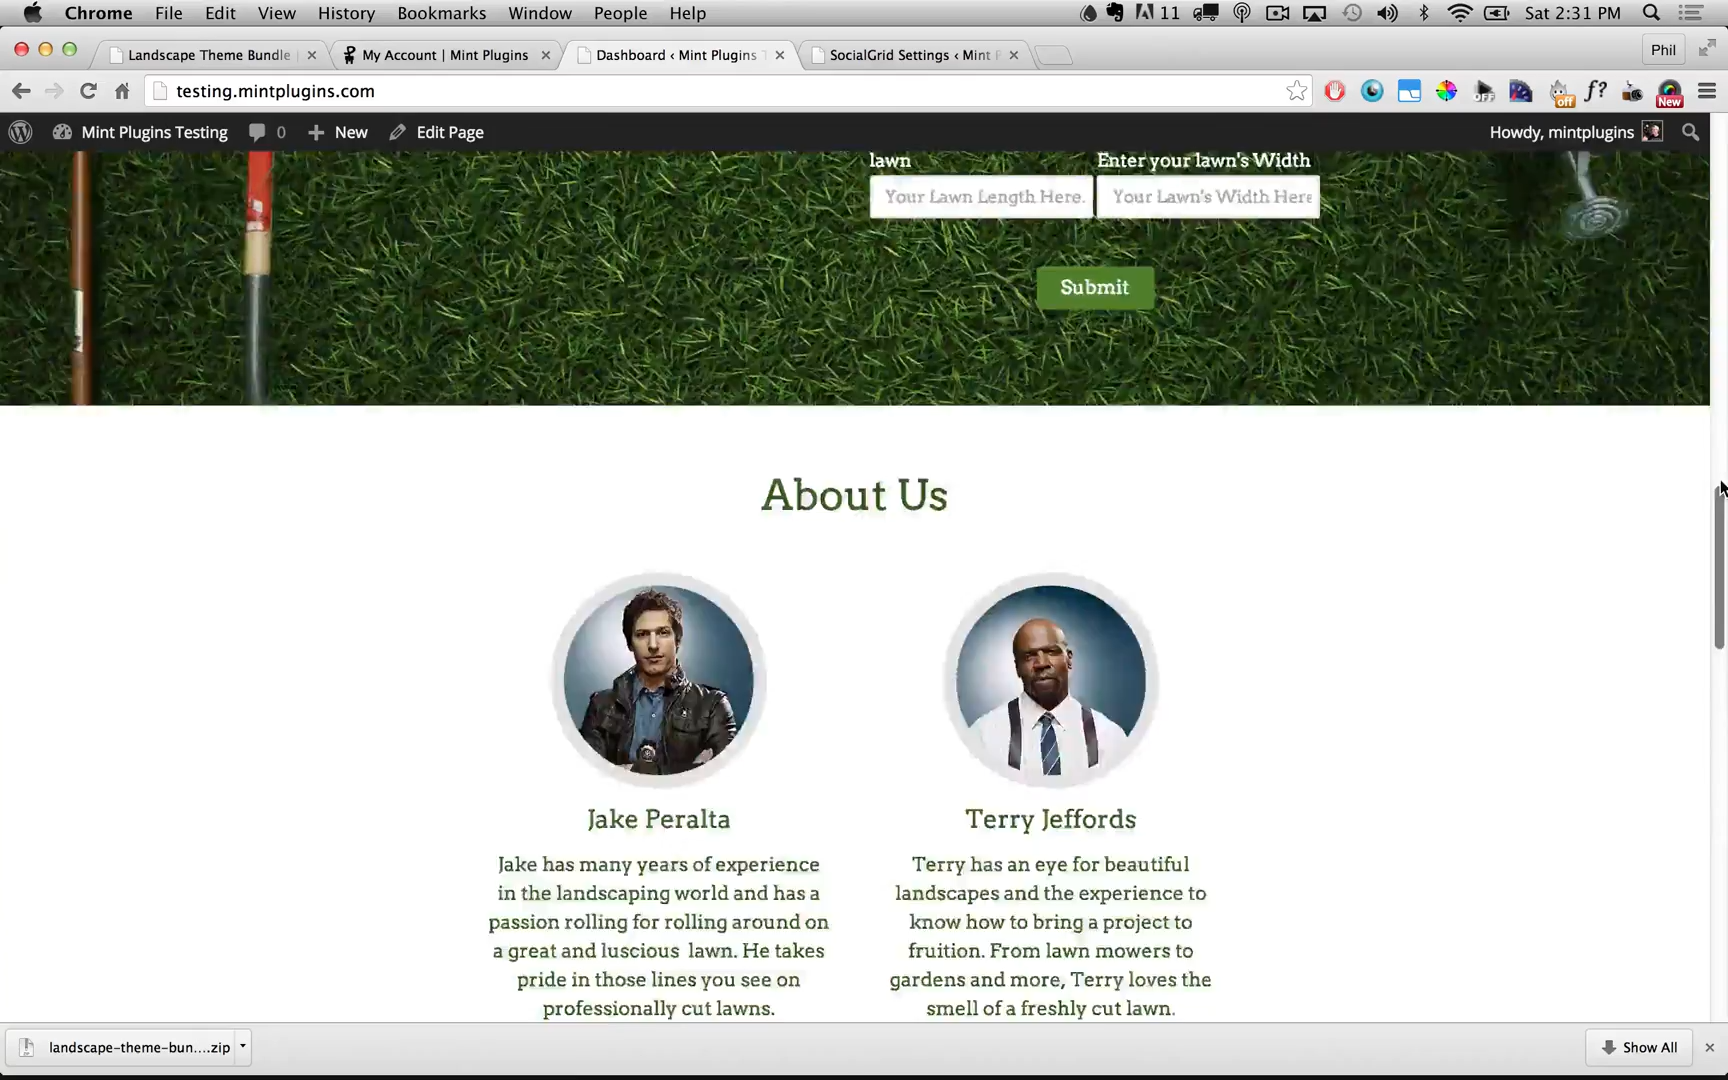 Chrome File Edit View History Bookmarks Window People Help 11 Sat 2:31 PM
Landscape Theme Bundle My Account | Mint Plugins Dashboard ‹ Mint Plugins T SocialGrid Settings ‹ Mint P Phil
testing.mintplugins.com OFF off f? New
Mint Plugins Testing 0 New Edit Page Howdy, mintplugins
lawn Enter your lawn's Width
Your Lawn Length Here. Your Lawn's Width Here
Submit
About Us
Jake Peralta
Jake has many years of experience
in the landscaping world and has a
passion rolling for rolling around on
a great and luscious lawn. He takes
pride in those lines you see on
professionally cut lawns.
Terry Jeffords
Terry has an eye for beautiful
landscapes and the experience to
know how to bring a project to
fruition. From lawn mowers to
gardens and more, Terry loves the
smell of a freshly cut lawn.
landscape-theme-bun....zip Show All